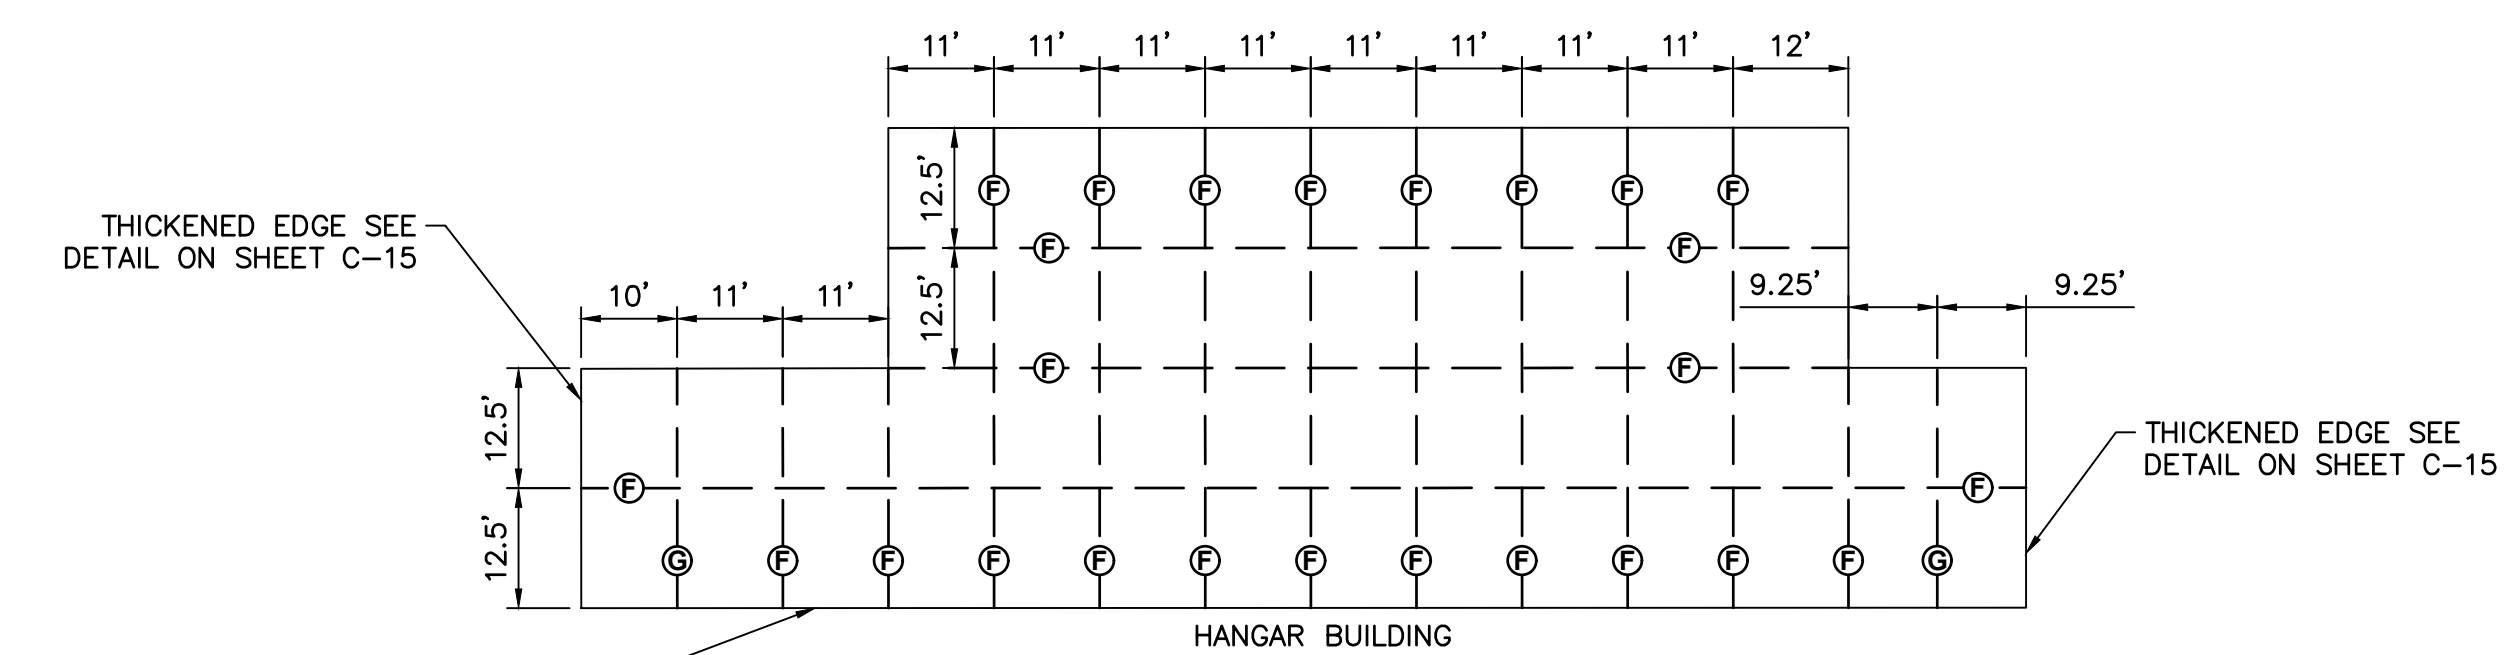 11' 11' 11' 11' 11' 11' 11' 11' 12'
12.5'
F F F F F F F F
THICKENED EDGE SEE
DETAIL ON SHEET C-15
F F
10' 11' 11'
12.5'
9.25' 9.25'
F F
12.5'
THICKENED EDGE SEE
DETAIL ON SHEET C-15
F F
12.5'
G F F F F F F F F F F F G
HANGAR BUILDING